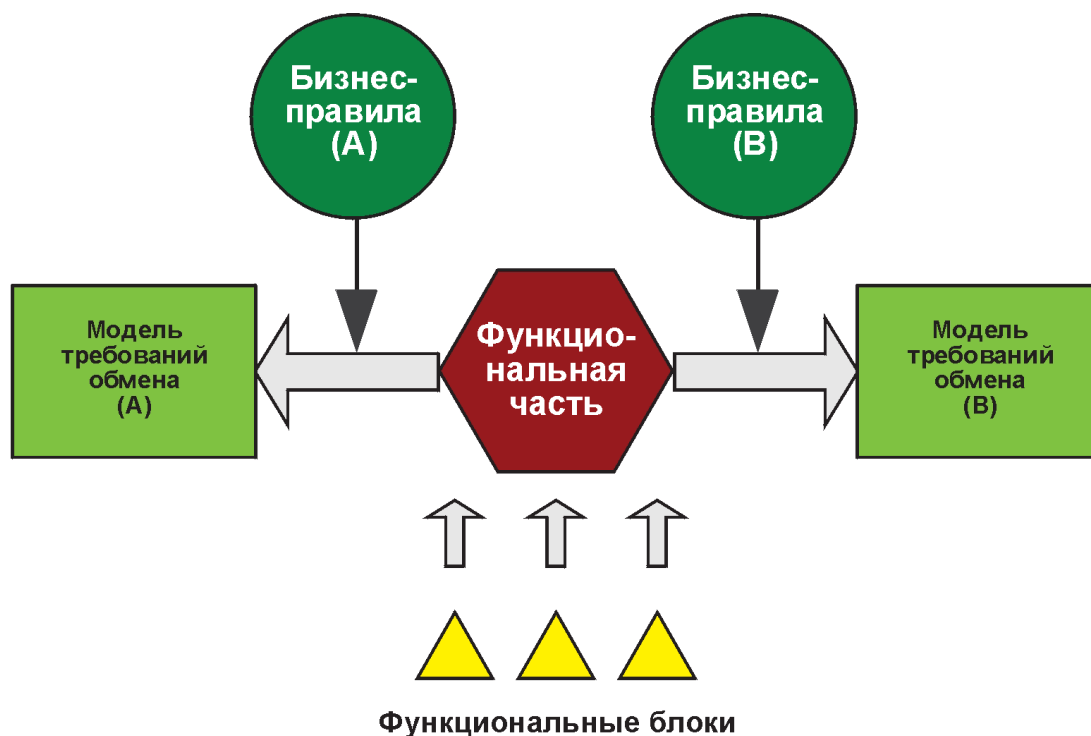 Бизнес-
правила
(A)
Бизнес-
правила
(B)
Модель
требований
обмена
(A)
Функцио-
нальная
часть
Модель
требований
обмена
(B)
Функциональные блоки